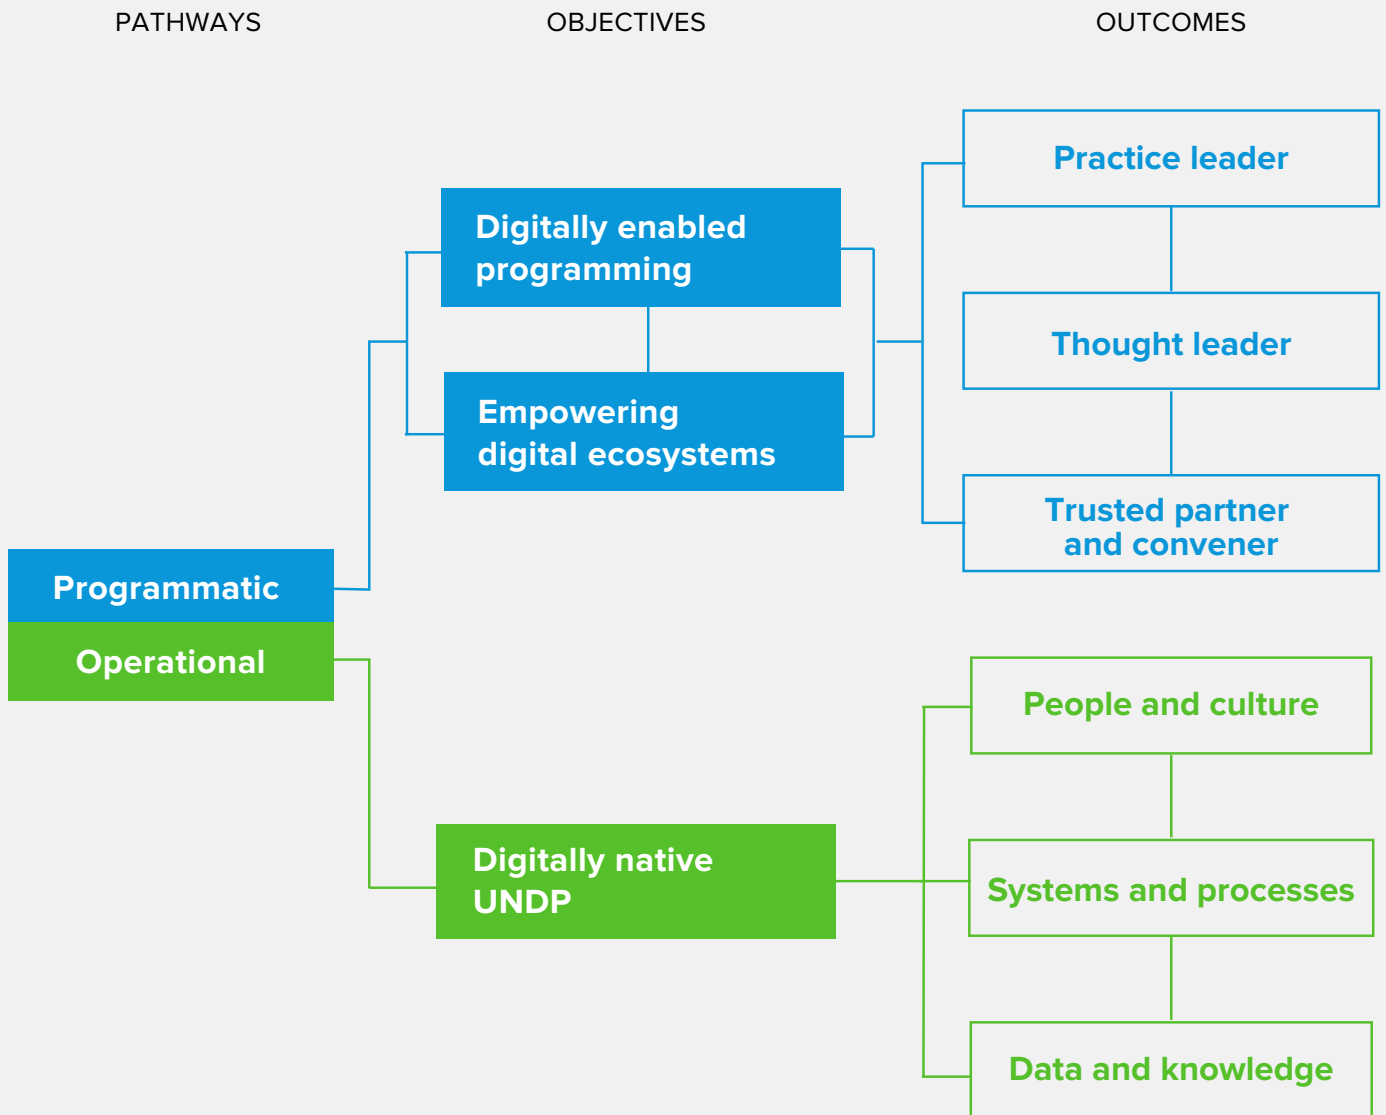 PATHWAYS
OBJECTIVES
OUTCOMES
Practice leader
Digitally enabled
programming
Thought leader
Empowering
digital ecosystems
Trusted partner
and convener
Programmatic
Operational
People and culture
Digitally native
UNDP
Systems and processes
Data and knowledge